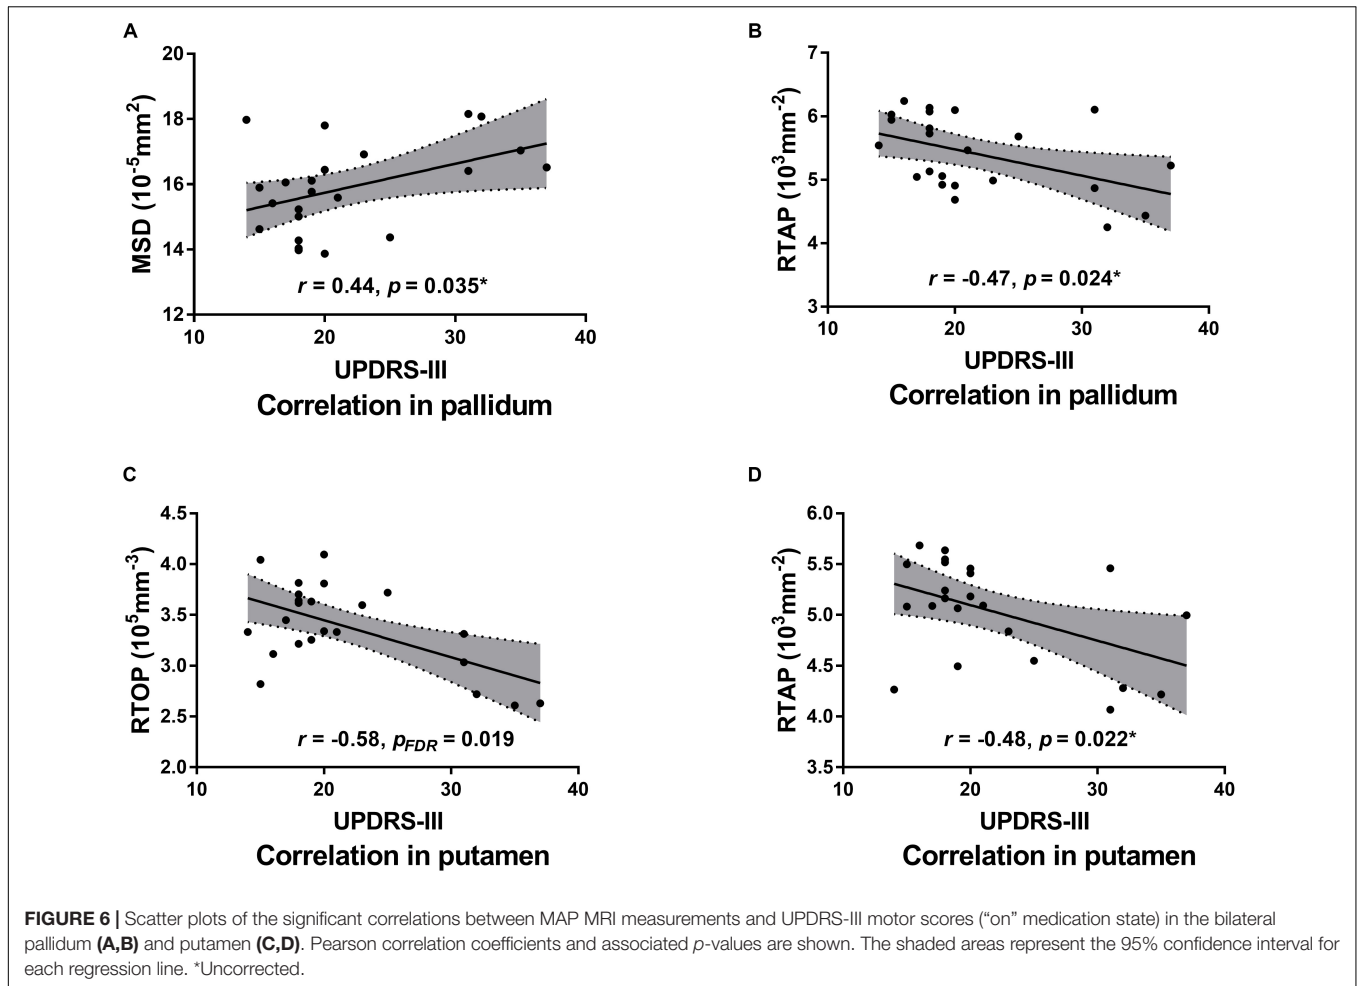 A
20
18
16
14
12
MSD (10⁻⁵mm²)
r = 0.44, p = 0.035*
10 20 30 40
UPDRS-III
Correlation in pallidum
B
7
6
5
4
3
RTAP (10³mm⁻²)
r = -0.47, p = 0.024*
10 20 30 40
UPDRS-III
Correlation in pallidum
C
4.5
4.0
3.5
3.0
2.5
2.0
RTOP (10⁵mm⁻³)
r = -0.58, pFDR = 0.019
10 20 30 40
UPDRS-III
Correlation in putamen
D
6.0
5.5
5.0
4.5
4.0
3.5
RTAP (10³mm⁻²)
r = -0.48, p = 0.022*
10 20 30 40
UPDRS-III
Correlation in putamen
FIGURE 6 | Scatter plots of the significant correlations between MAP MRI measurements and UPDRS-III motor scores (“on” medication state) in the bilateral
pallidum (A,B) and putamen (C,D). Pearson correlation coefficients and associated p-values are shown. The shaded areas represent the 95% confidence interval for
each regression line. *Uncorrected.